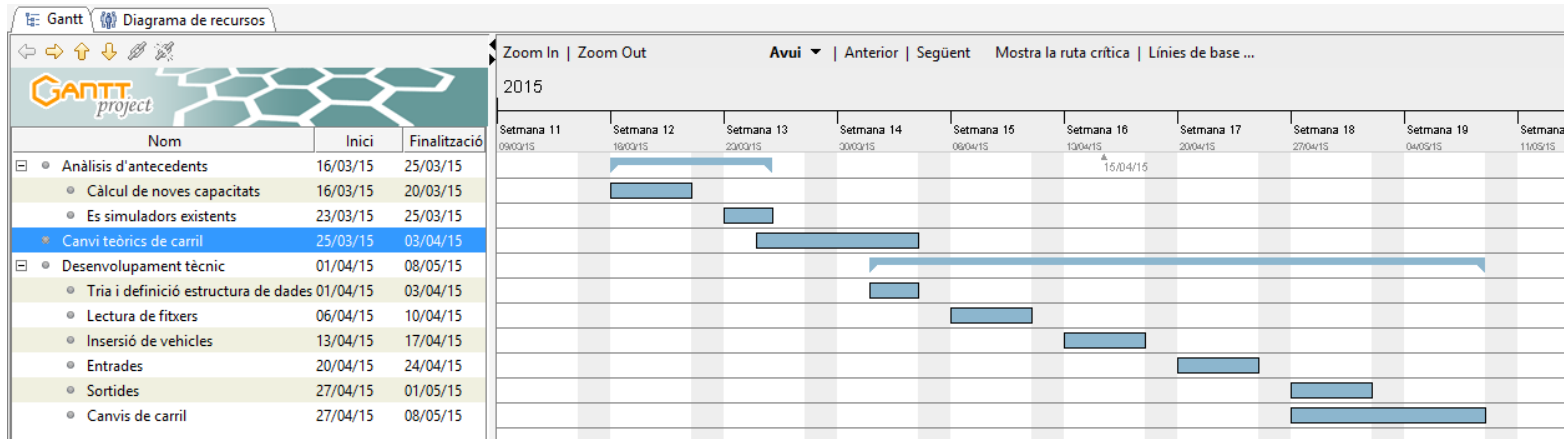 Gantt Diagrama de recursos
Zoom In | Zoom Out Avui | Anterior | Següent Mostra la ruta crítica | Línies de base ...
GANTT
project
2015
Setmana 11 Setmana 12 Setmana 13 Setmana 14 Setmana 15 Setmana 16 Setmana 17 Setmana 18 Setmana 19 Setmana
09/03/15 16/03/15 23/03/15 30/03/15 06/04/15 13/04/15 20/04/15 27/04/15 04/05/15 11/05/15
Nom Inici Finalització
15/04/15
Anàlisis d'antecedents 16/03/15 25/03/15
Càlcul de noves capacitats 16/03/15 20/03/15
Es simuladors existents 23/03/15 25/03/15
Canvi teòrics de carril 25/03/15 03/04/15
Desenvolupament tècnic 01/04/15 08/05/15
Tria i definició estructura de dades 01/04/15 03/04/15
Lectura de fitxers 06/04/15 10/04/15
Insersió de vehicles 13/04/15 17/04/15
Entrades 20/04/15 24/04/15
Sortides 27/04/15 01/05/15
Canvis de carril 27/04/15 08/05/15